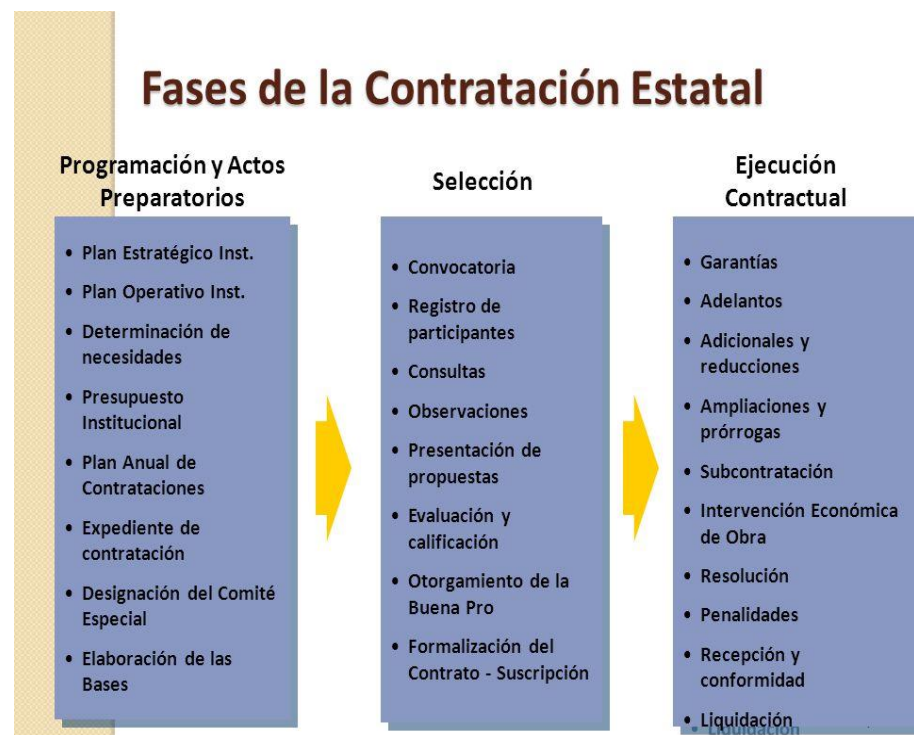 Fases de la Contratación Estatal
Programación y Actos
Preparatorios
• Plan Estratégico Inst.
• Plan Operativo Inst.
• Determinación de
necesidades
• Presupuesto
Institucional
• Plan Anual de
Contrataciones
• Expediente de
contratación
• Designación del Comité
Especial
• Elaboración de las
Bases
Selección
• Convocatoria
• Registro de
participantes
• Consultas
• Observaciones
• Presentación de
propuestas
• Evaluación y
calificación
• Otorgamiento de la
Buena Pro
• Formalización del
Contrato - Suscripción
Ejecución
Contractual
• Garantías
• Adelantos
• Adicionales y
reducciones
• Ampliaciones y
prórrogas
• Subcontratación
• Intervención Económica
de Obra
• Resolución
• Penalidades
• Recepción y
conformidad
• Liquidación
• Liquidación